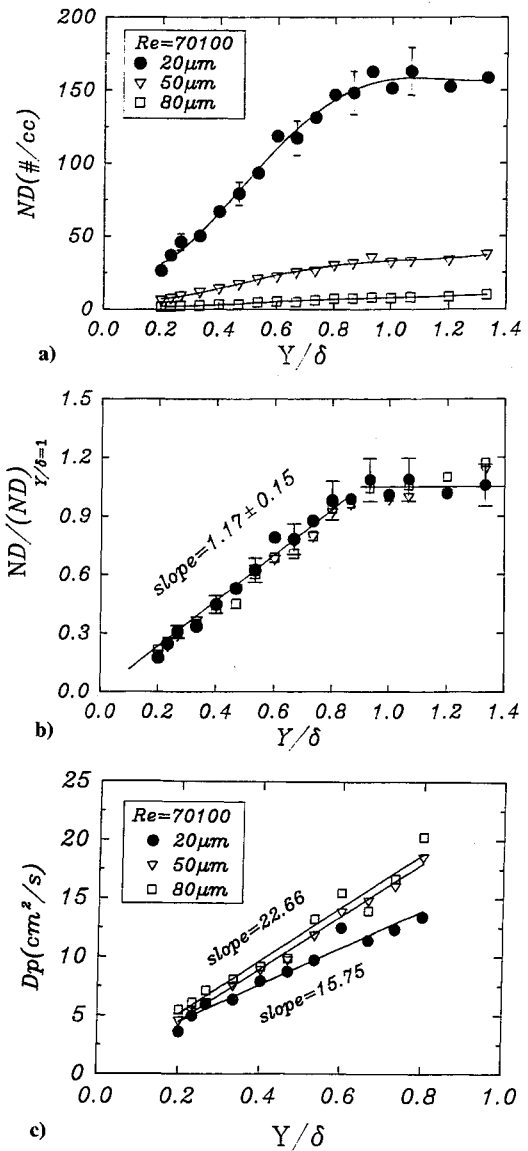 200
150
100
50
0
ND(#/cc)
Re=70100
20μm
50μm
80μm
0.0 0.2 0.4 0.6 0.8 1.0 1.2 1.4
Y/δ
a)
1.5
1.2
0.9
0.6
0.3
0.0
ND/(ND)Y/δ=1
slope=1.17±0.15
0.0 0.2 0.4 0.6 0.8 1.0 1.2 1.4
Y/δ
b)
25
20
15
10
5
0
Dp(cm²/s)
Re=70100
20μm
50μm
80μm
slope=22.66
slope=15.75
0.0 0.2 0.4 0.6 0.8 1.0
Y/δ
c)